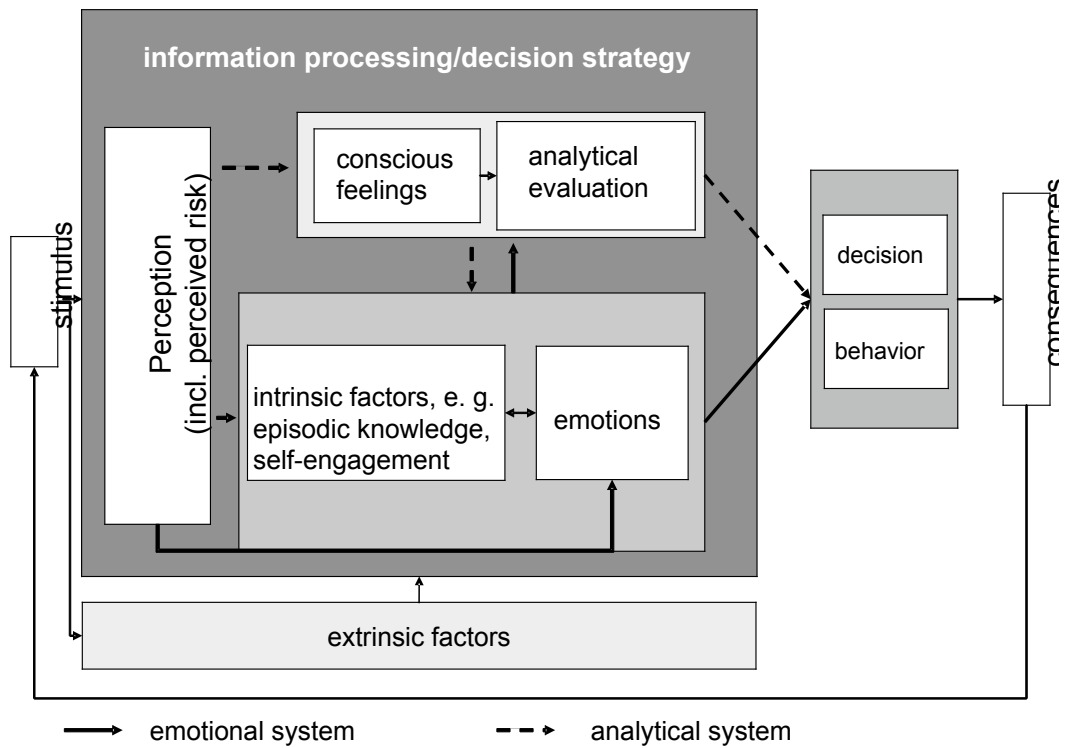 information processing/decision strategy
stimulus
Perception
(incl. perceived risk)
conscious
feelings
analytical
evaluation
intrinsic factors, e. g.
episodic knowledge,
self-engagement
emotions
decision
behavior
consequences
extrinsic factors
emotional system
analytical system